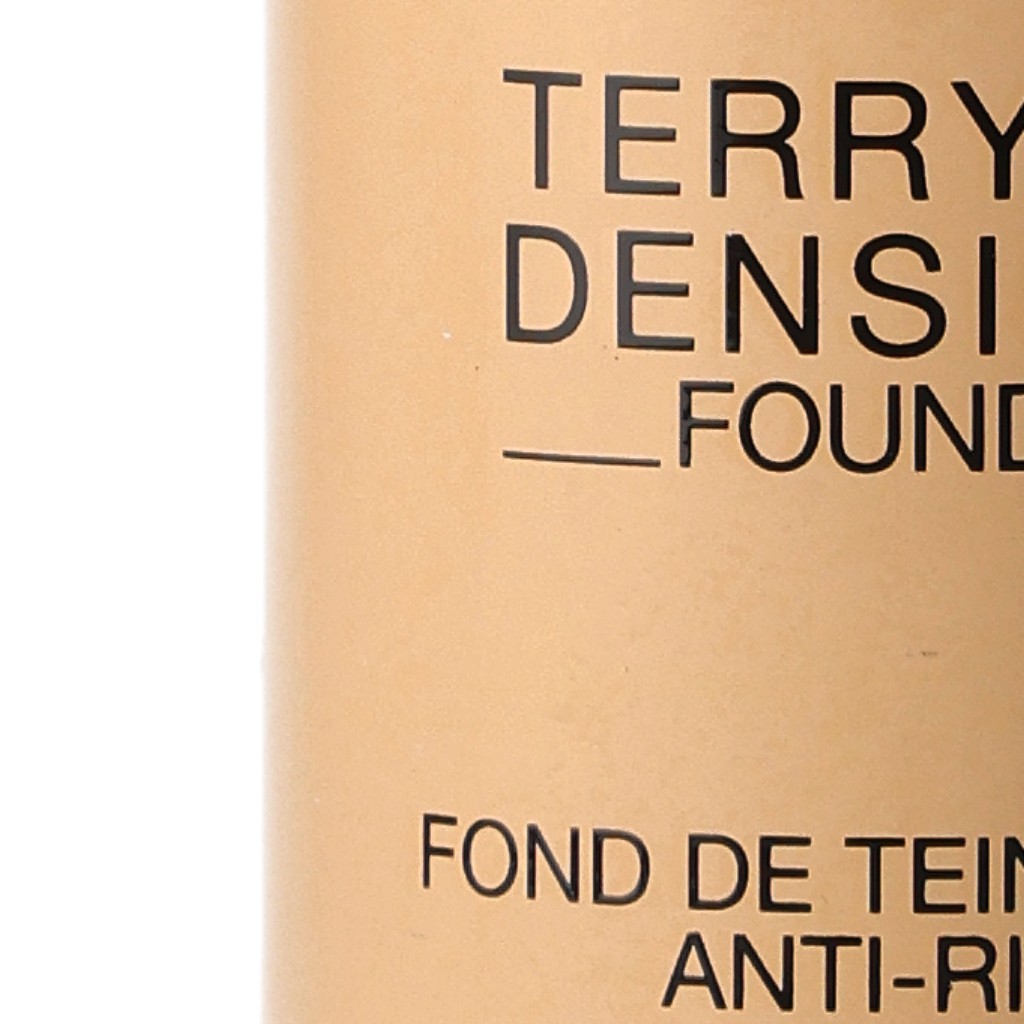 TERRY
DENSI
FOUND
FOND DE TEIN
ANTI-RI